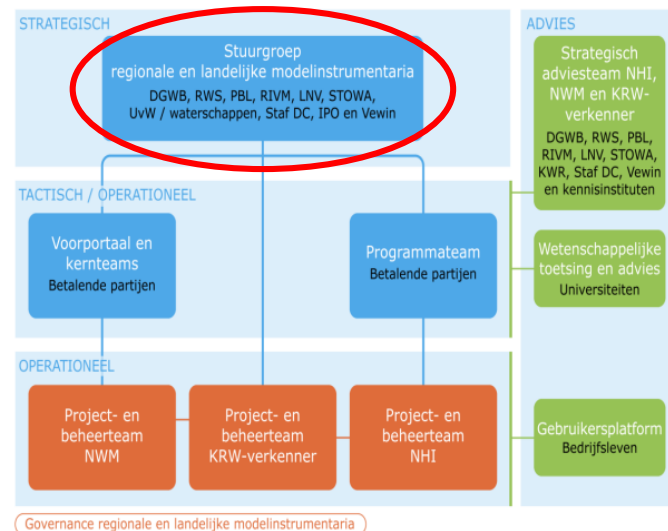 STRATEGISCH
Stuurgroep
regionale en landelijke modelinstrumentaria
DGWB, RWS, PBL, RIVM, LNV, STOWA,
UvW / waterschappen, Staf DC, IPO en Vewin
TACTISCH / OPERATIONEEL
Voorportaal en
kernteams
Betalende partijen
Programmateam
Betalende partijen
OPERATIONEEL
Project- en
beheerteam
NWM
Project- en
beheerteam
KRW-verkenner
Project- en
beheerteam
NHI
ADVIES
Strategisch
adviesteam NHI,
NWM en KRW-
verkenner
DGWB, RWS, PBL,
RIVM, LNV, STOWA,
KWR, Staf DC, Vewin
en kennisinstituten
Wetenschappelijke
toetsing en advies
Universiteiten
Gebruikersplatform
Bedrijfsleven
Governance regionale en landelijke modelinstrumentaria